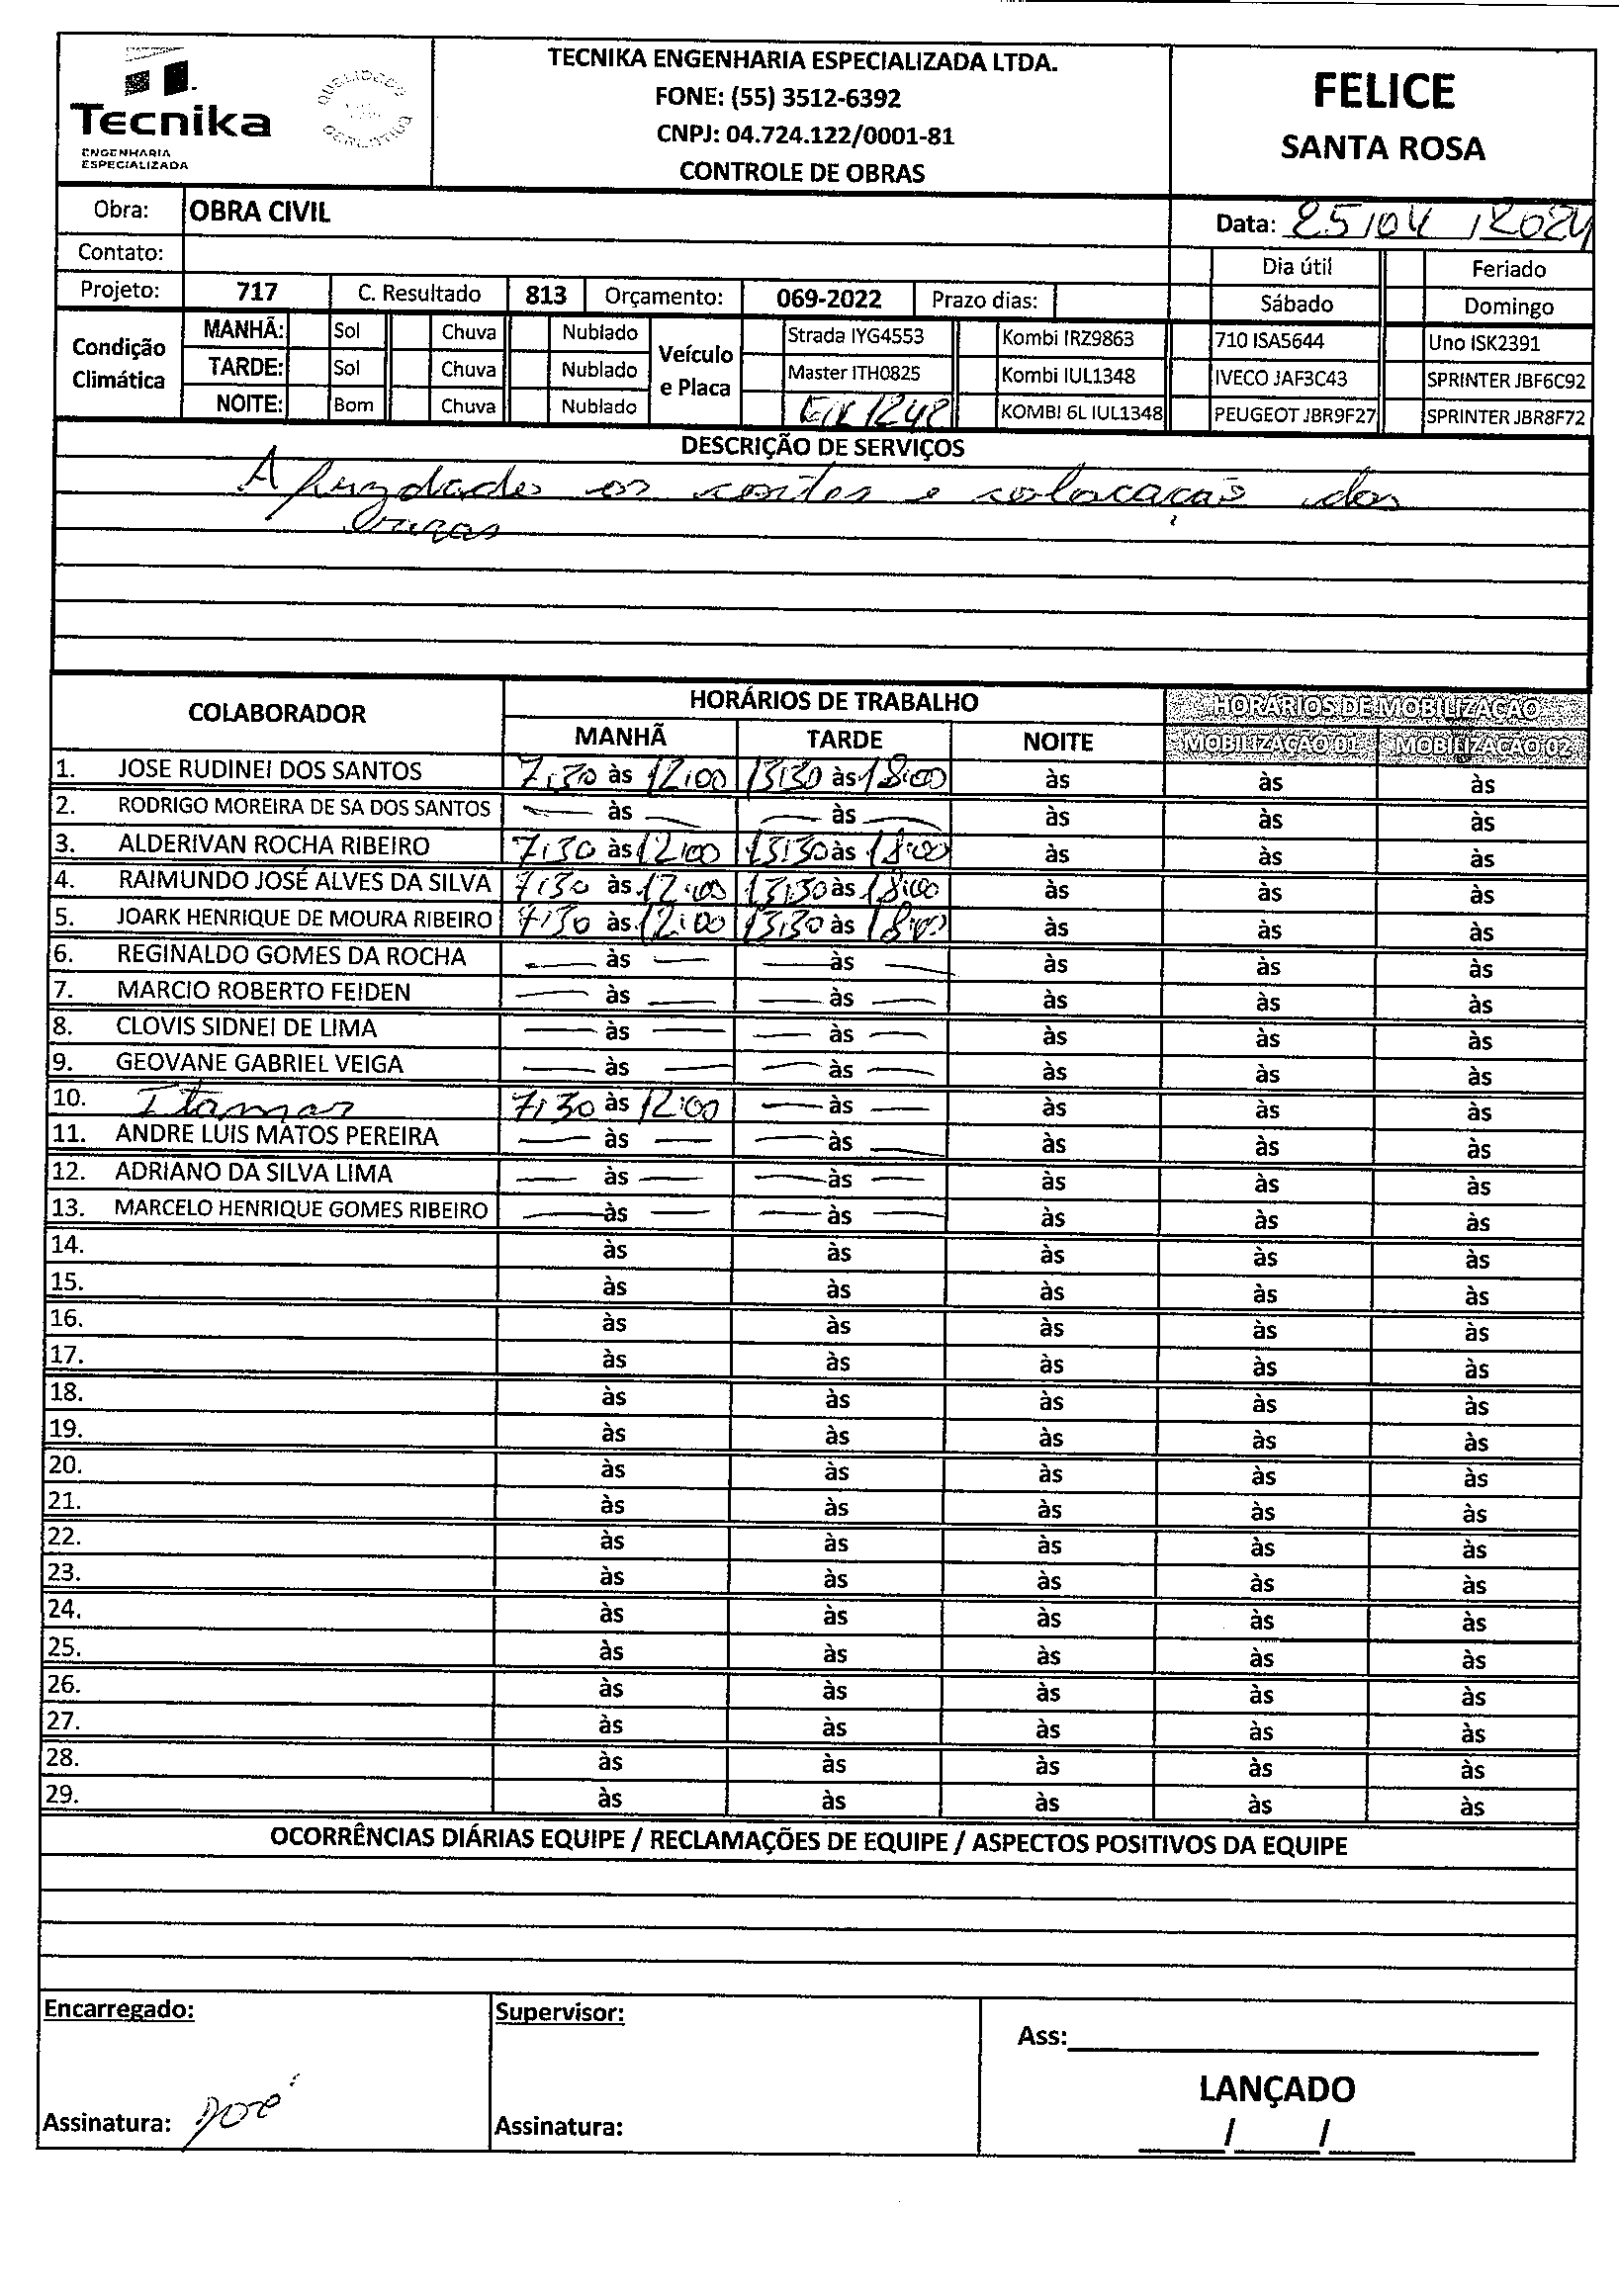 Tecnika
ENGENHARIA
ESPECIALIZADA
TECNIKA ENGENHARIA ESPECIALIZADA LTDA.
FONE: (55) 3512-6392
CNPJ: 04.724.122/0001-81
CONTROLE DE OBRAS
FELICE
SANTA ROSA
Obra: OBRA CIVIL
Data: 25/04/2024
Contato:
Dia útil Feriado
Projeto: 717 C. Resultado 813 Orçamento: 069-2022 Prazo dias: Sábado Domingo
Condição Climática
MANHÃ: Sol Chuva Nublado
TARDE: Sol Chuva Nublado
NOITE: Bom Chuva Nublado
Veículo e Placa
Strada IYG4553 Kombi IRZ9863 710 ISA5644 Uno ISK2391
Master ITH0825 Kombi IUL1348 IVECO JAF3C43 SPRINTER JBF6C92
KOMBI 6L IUL1348 PEUGEOT JBR9F27 SPRINTER JBR8F72
DESCRIÇÃO DE SERVIÇOS
os e colocação das
COLABORADOR HORÁRIOS DE TRABALHO HORÁRIOS DE MOBILIZAÇÃO
MANHÃ TARDE NOITE MOBILIZAÇÃO 01 MOBILIZAÇÃO 02
1. JOSE RUDINEI DOS SANTOS 7:30 às 12:00 13:30 às 18:00 às às às
2. RODRIGO MOREIRA DE SA DOS SANTOS — às — — às — às às às
3. ALDERIVAN ROCHA RIBEIRO 7:30 às 12:00 13:30 às 18:00 às às às
4. RAIMUNDO JOSÉ ALVES DA SILVA 7:30 às 12:00 13:30 às 18:00 às às às
5. JOARK HENRIQUE DE MOURA RIBEIRO 7:30 às 12:00 13:30 às 18:00 às às às
6. REGINALDO GOMES DA ROCHA — às — — às — às às às
7. MARCIO ROBERTO FEIDEN — às — — às — às às às
8. CLOVIS SIDNEI DE LIMA — às — — às — às às às
9. GEOVANE GABRIEL VEIGA — às — — às — às às às
10. Itamar 7:30 às 12:00 — às — às às às
11. ANDRE LUIS MATOS PEREIRA — às — — às — às às às
12. ADRIANO DA SILVA LIMA — às — — às — às às às
13. MARCELO HENRIQUE GOMES RIBEIRO — às — — às — às às às
14. às às às às às
15. às às às às às
16. às às às às às
17. às às às às às
18. às às às às às
19. às às às às às
20. às às às às às
21. às às às às às
22. às às às às às
23. às às às às às
24. às às às às às
25. às às às às às
26. às às às às às
27. às às às às às
28. às às às às às
29. às às às às às
OCORRÊNCIAS DIÁRIAS EQUIPE / RECLAMAÇÕES DE EQUIPE / ASPECTOS POSITIVOS DA EQUIPE
Encarregado: Supervisor:
Ass:
LANÇADO
Assinatura: José Assinatura:
/ /